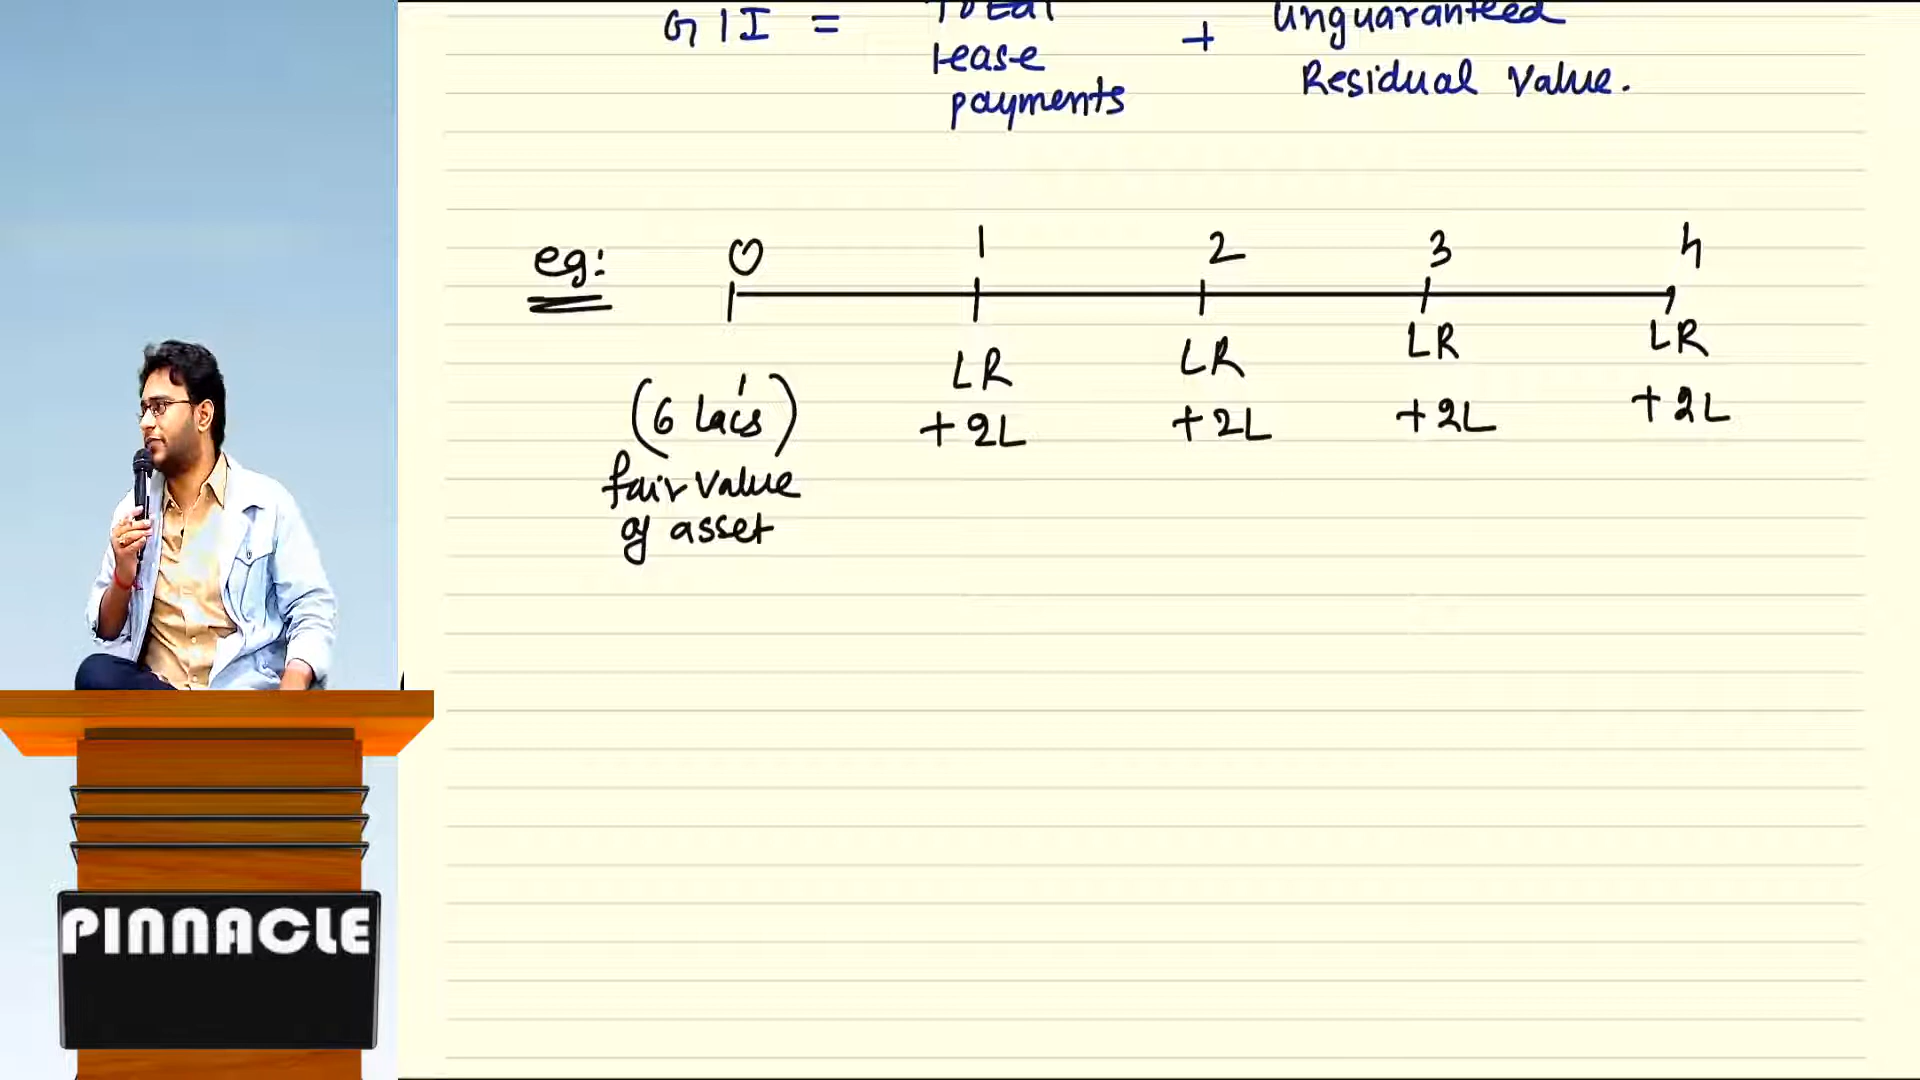 GII = Total + Unguaranteed
lease Residual Value.
payments
eg: 0 1 2 3 4
LR LR LR LR
(6 lacs) +2L +2L +2L +2L
fair value
of asset
PINNACLE